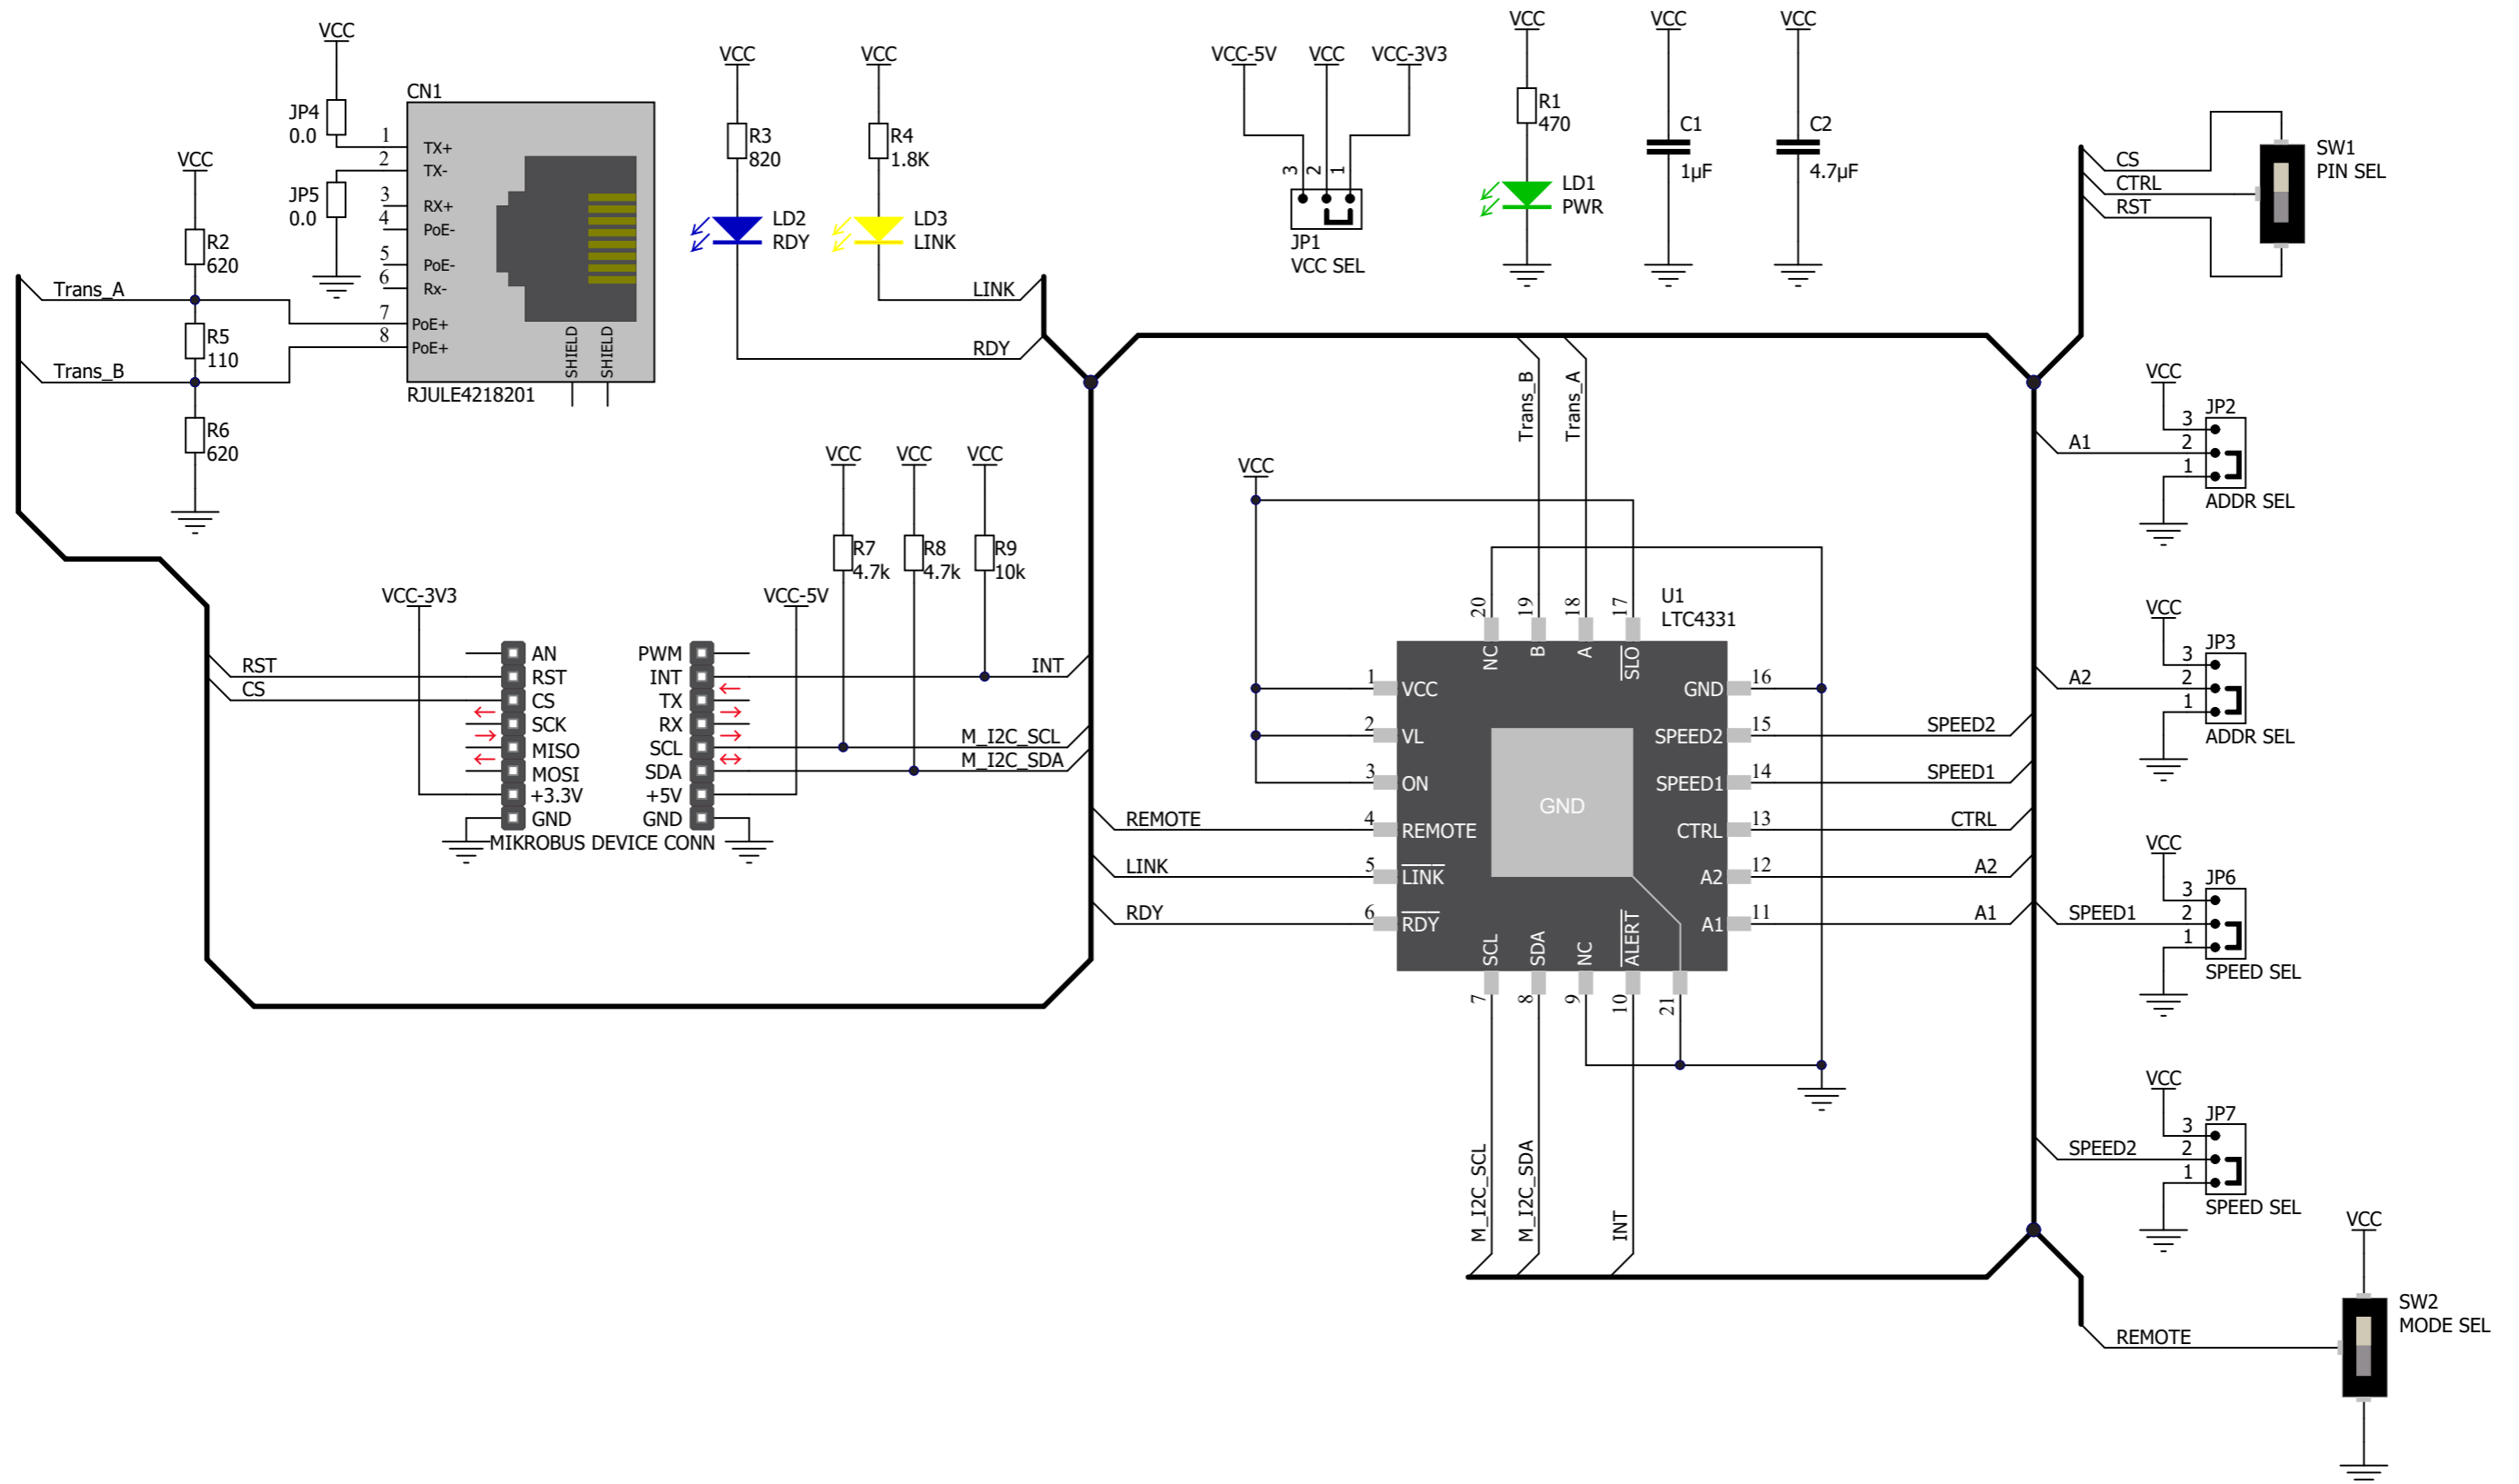 VCC
JP4
0.0
JP5
0.0
CN1
1
2
3
4
5
6
7
8
TX+
TX-
RX+
PoE-
PoE-
Rx-
PoE+
PoE+
SHIELD
SHIELD
RJULE4218201
VCC
R2
620
Trans_A
R5
110
Trans_B
R6
620
VCC
R3
820
LD2
RDY
VCC
R4
1.8K
LD3
LINK
LINK
RDY
VCC-5V
VCC
VCC-3V3
3
2
1
JP1
VCC SEL
VCC
R1
470
LD1
PWR
VCC
C1
1µF
VCC
C2
4.7µF
CS
CTRL
RST
SW1
PIN SEL
VCC
R7
4.7k
VCC
R8
4.7k
VCC
R9
10k
VCC-3V3
VCC-5V
RST
CS
AN
RST
CS
SCK
MISO
MOSI
+3.3V
GND
PWM
INT
TX
RX
SCL
SDA
+5V
GND
MIKROBUS DEVICE CONN
INT
M_I2C_SCL
M_I2C_SDA
REMOTE
LINK
RDY
VCC
Trans_B
Trans_A
U1
LTC4331
20
19
18
17
NC
B
A
SLO
1
2
3
4
5
6
VCC
VL
ON
REMOTE
LINK
RDY
GND
GND
SPEED2
SPEED1
CTRL
A2
A1
16
15
14
13
12
11
SPEED2
SPEED1
CTRL
A2
A1
SCL
SDA
NC
ALERT
7
8
9
10
21
M_I2C_SCL
M_I2C_SDA
INT
VCC
JP2
3
2
1
A1
ADDR SEL
VCC
JP3
3
2
1
A2
ADDR SEL
VCC
JP6
3
2
1
SPEED1
SPEED SEL
VCC
JP7
3
2
1
SPEED2
SPEED SEL
VCC
SW2
MODE SEL
REMOTE